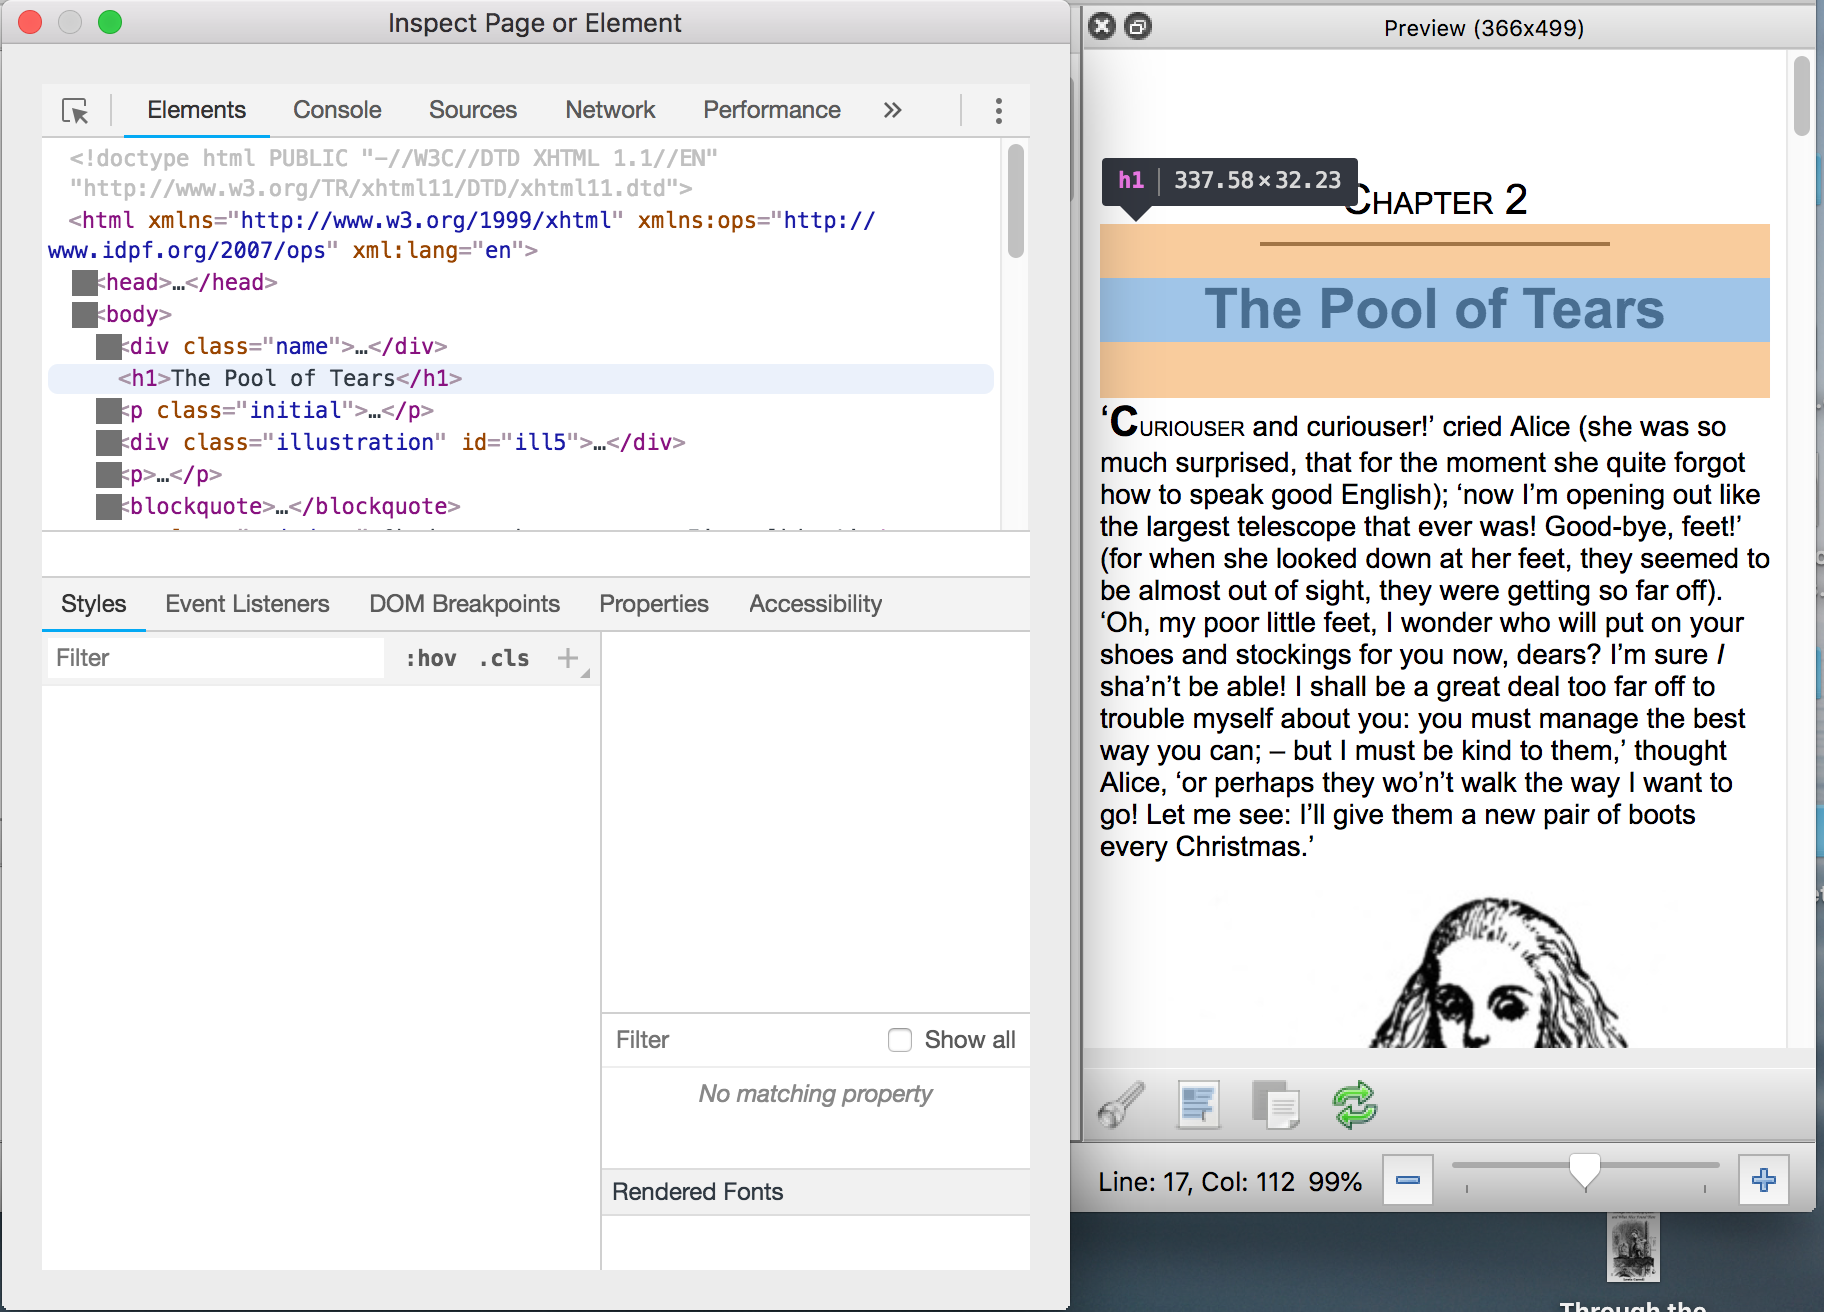 Inspect Page or Element
Elements Console Sources Network Performance »
<!doctype html PUBLIC "-//W3C//DTD XHTML 1.1//EN"
"http://www.w3.org/TR/xhtml11/DTD/xhtml11.dtd">
<html xmlns="http://www.w3.org/1999/xhtml" xmlns:ops="http://
www.idpf.org/2007/ops" xml:lang="en">
<head>…</head>
<body>
<div class="name">…</div>
<h1>The Pool of Tears</h1>
<p class="initial">…</p>
<div class="illustration" id="ill5">…</div>
<p>…</p>
<blockquote>…</blockquote>
Styles Event Listeners DOM Breakpoints Properties Accessibility
Filter :hov .cls +
Filter Show all
No matching property
Rendered Fonts
Preview (366x499)
h1 337.58×32.23
Chapter 2
The Pool of Tears
‘Curiouser and curiouser!’ cried Alice (she was so
much surprised, that for the moment she quite forgot
how to speak good English); ‘now I’m opening out like
the largest telescope that ever was! Good-bye, feet!’
(for when she looked down at her feet, they seemed to
be almost out of sight, they were getting so far off).
‘Oh, my poor little feet, I wonder who will put on your
shoes and stockings for you now, dears? I’m sure I
sha’n’t be able! I shall be a great deal too far off to
trouble myself about you: you must manage the best
way you can; – but I must be kind to them,’ thought
Alice, ‘or perhaps they wo’n’t walk the way I want to
go! Let me see: I’ll give them a new pair of boots
every Christmas.’
Line: 17, Col: 112 99%
Through the